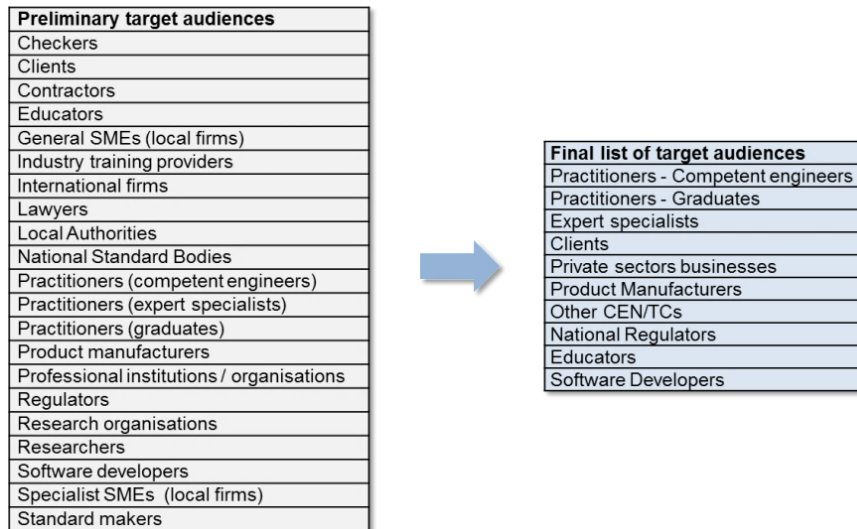 Preliminary target audiences
Checkers
Clients
Contractors
Educators
General SMEs (local firms)
Industry training providers
International firms
Lawyers
Local Authorities
National Standard Bodies
Practitioners (competent engineers)
Practitioners (expert specialists)
Practitioners (graduates)
Product manufacturers
Professional institutions / organisations
Regulators
Research organisations
Researchers
Software developers
Specialist SMEs (local firms)
Standard makers
Final list of target audiences
Practitioners - Competent engineers
Practitioners - Graduates
Expert specialists
Clients
Private sectors businesses
Product Manufacturers
Other CEN/TCs
National Regulators
Educators
Software Developers